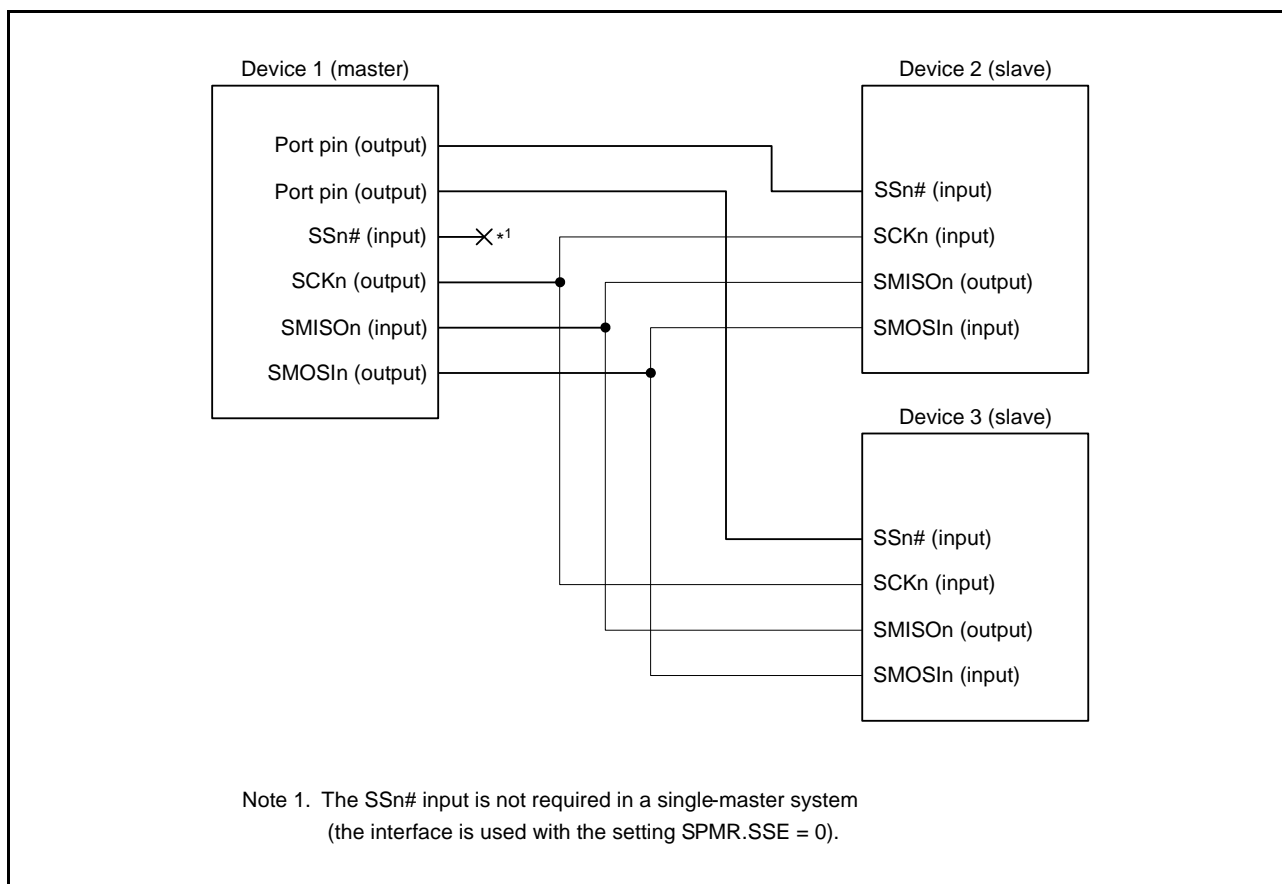 Device 1 (master)
Port pin (output)
Port pin (output)
SSn# (input)
*1
SCKn (output)
SMISOn (input)
SMOSIn (output)
Device 2 (slave)
SSn# (input)
SCKn (input)
SMISOn (output)
SMOSIn (input)
Device 3 (slave)
SSn# (input)
SCKn (input)
SMISOn (output)
SMOSIn (input)
Note 1. The SSn# input is not required in a single-master system
(the interface is used with the setting SPMR.SSE = 0).